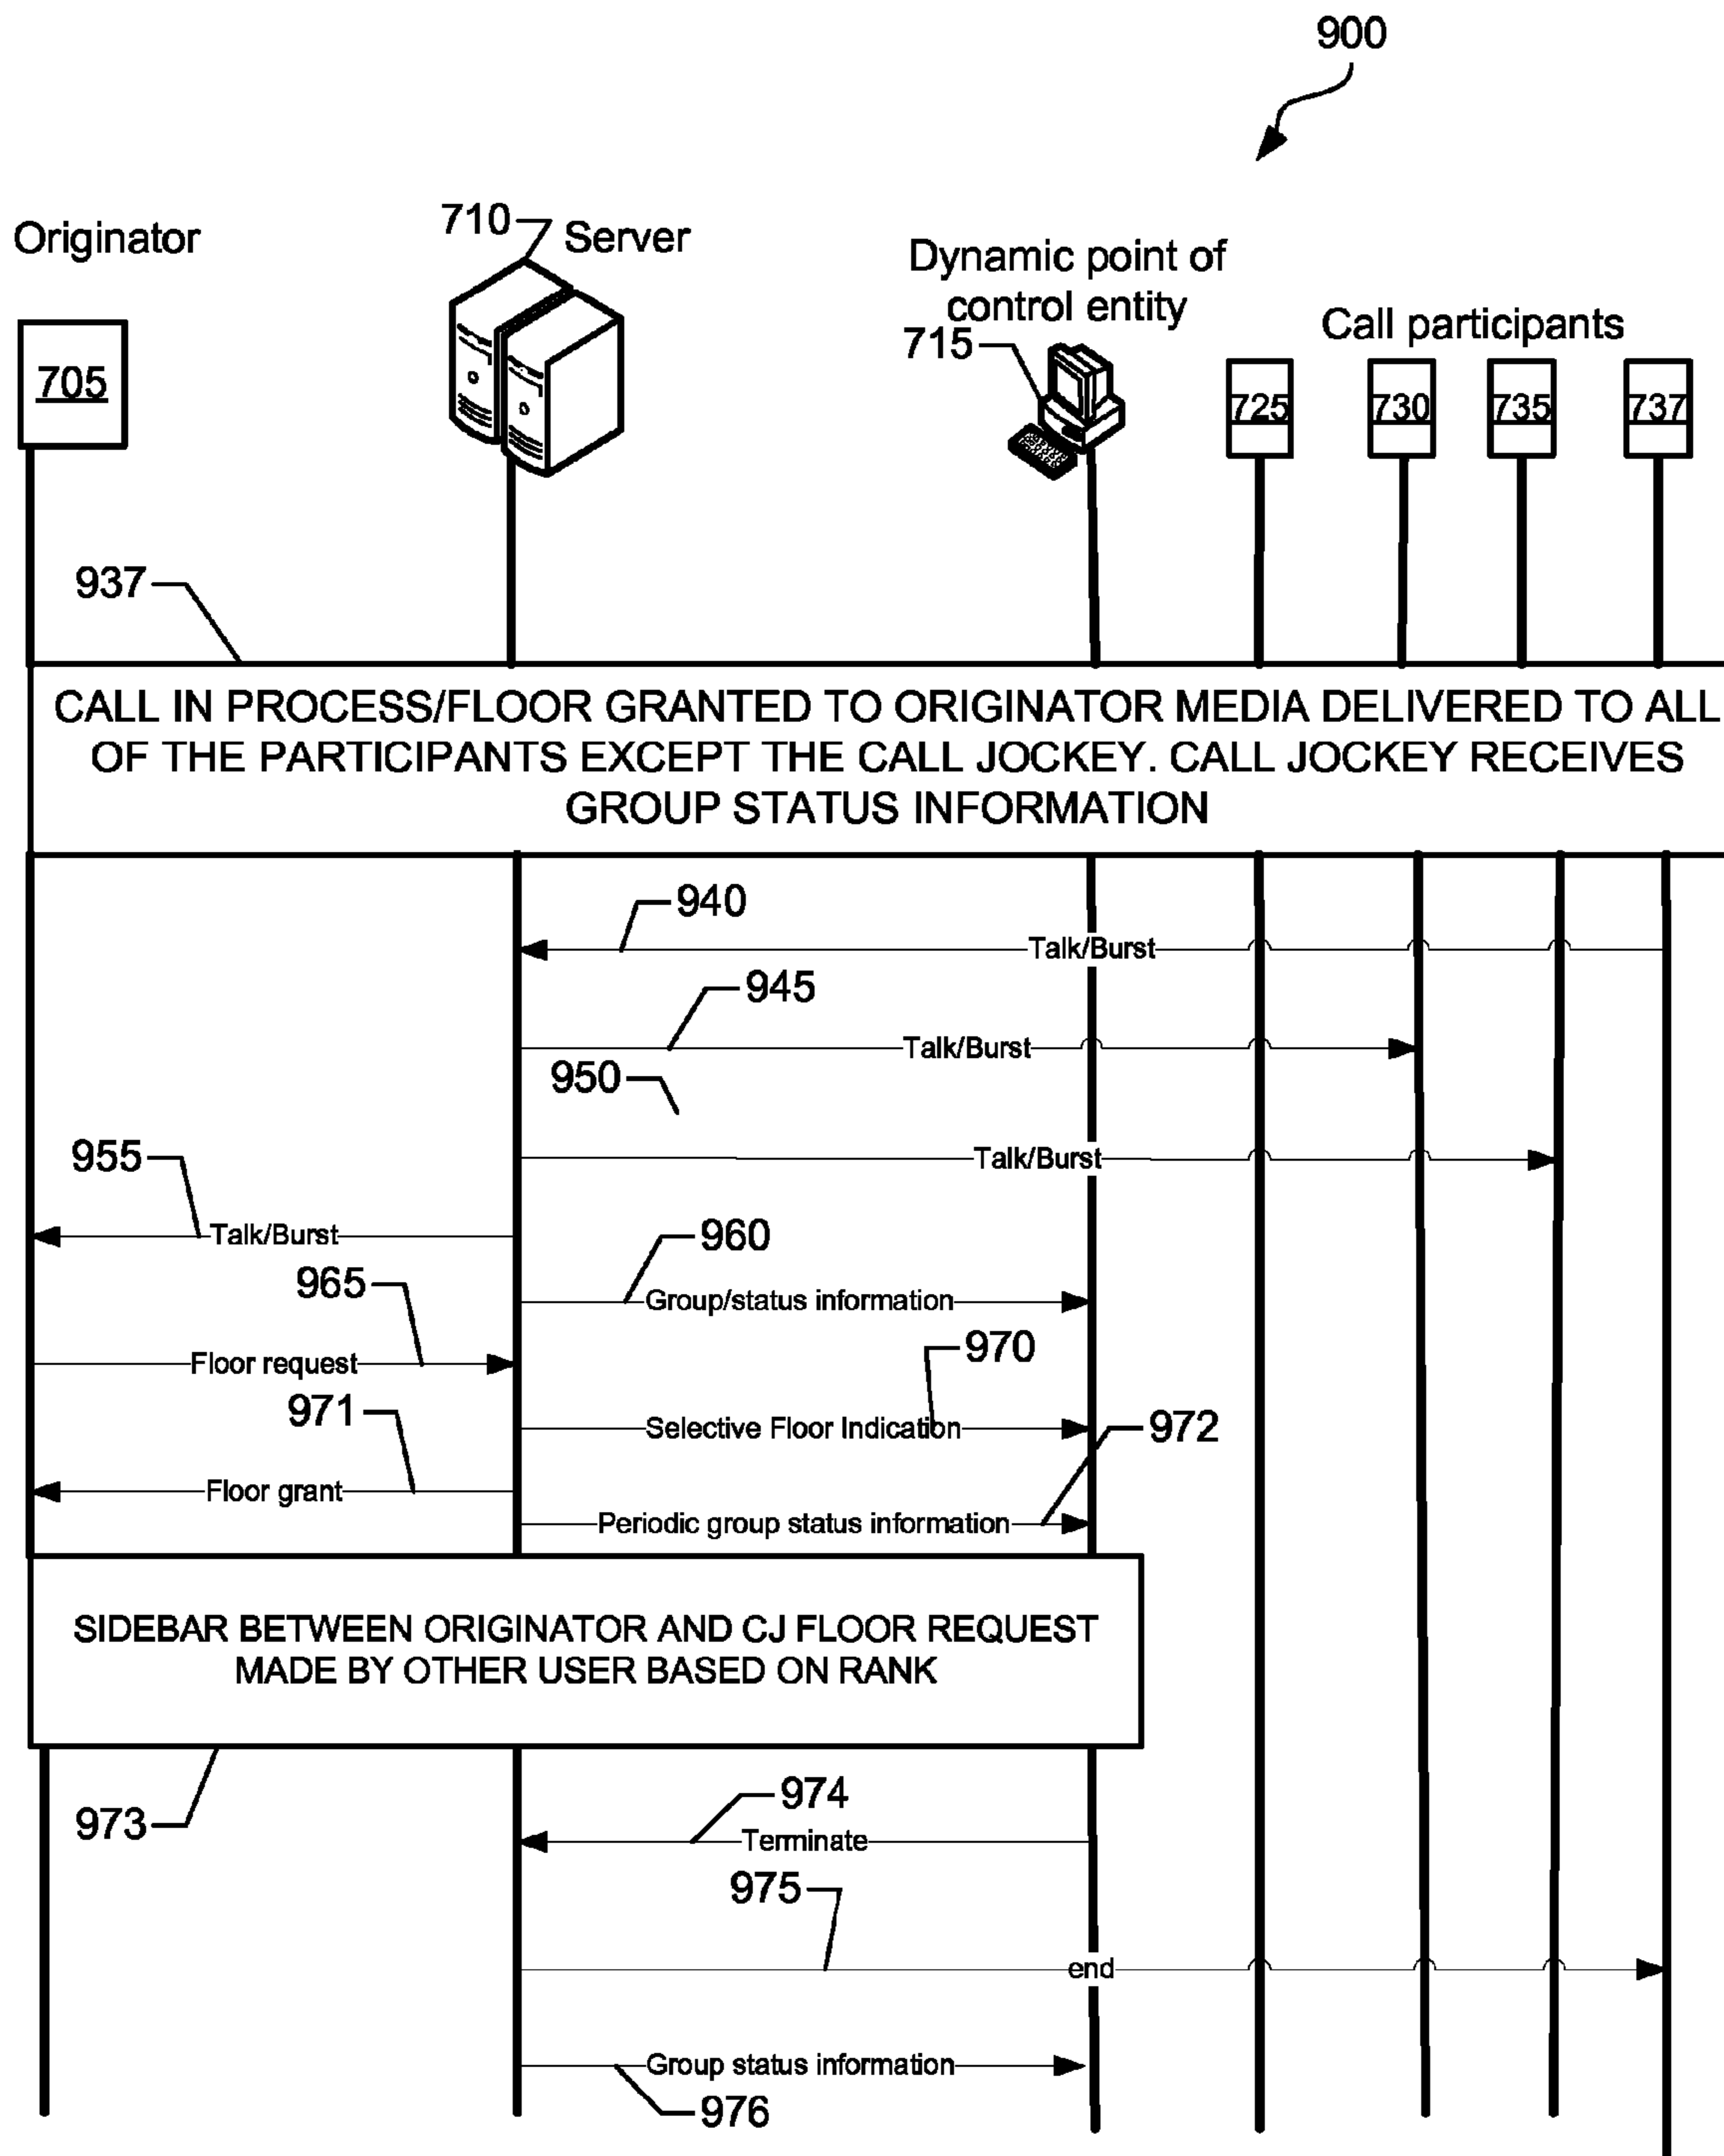 900
710
Originator
Server
Dynamic point of
control entity
715
Call participants
705
725
730
735
737
937
CALL IN PROCESS/FLOOR GRANTED TO ORIGINATOR MEDIA DELIVERED TO ALL
OF THE PARTICIPANTS EXCEPT THE CALL JOCKEY. CALL JOCKEY RECEIVES
GROUP STATUS INFORMATION
940
Talk/Burst
945
Talk/Burst
950
Talk/Burst
955
Talk/Burst
960
Group/status information
965
Floor request
970
Selective Floor Indication
971
Floor grant
972
Periodic group status information
SIDEBAR BETWEEN ORIGINATOR AND CJ FLOOR REQUEST
MADE BY OTHER USER BASED ON RANK
973
974
Terminate
975
end
Group status information
976